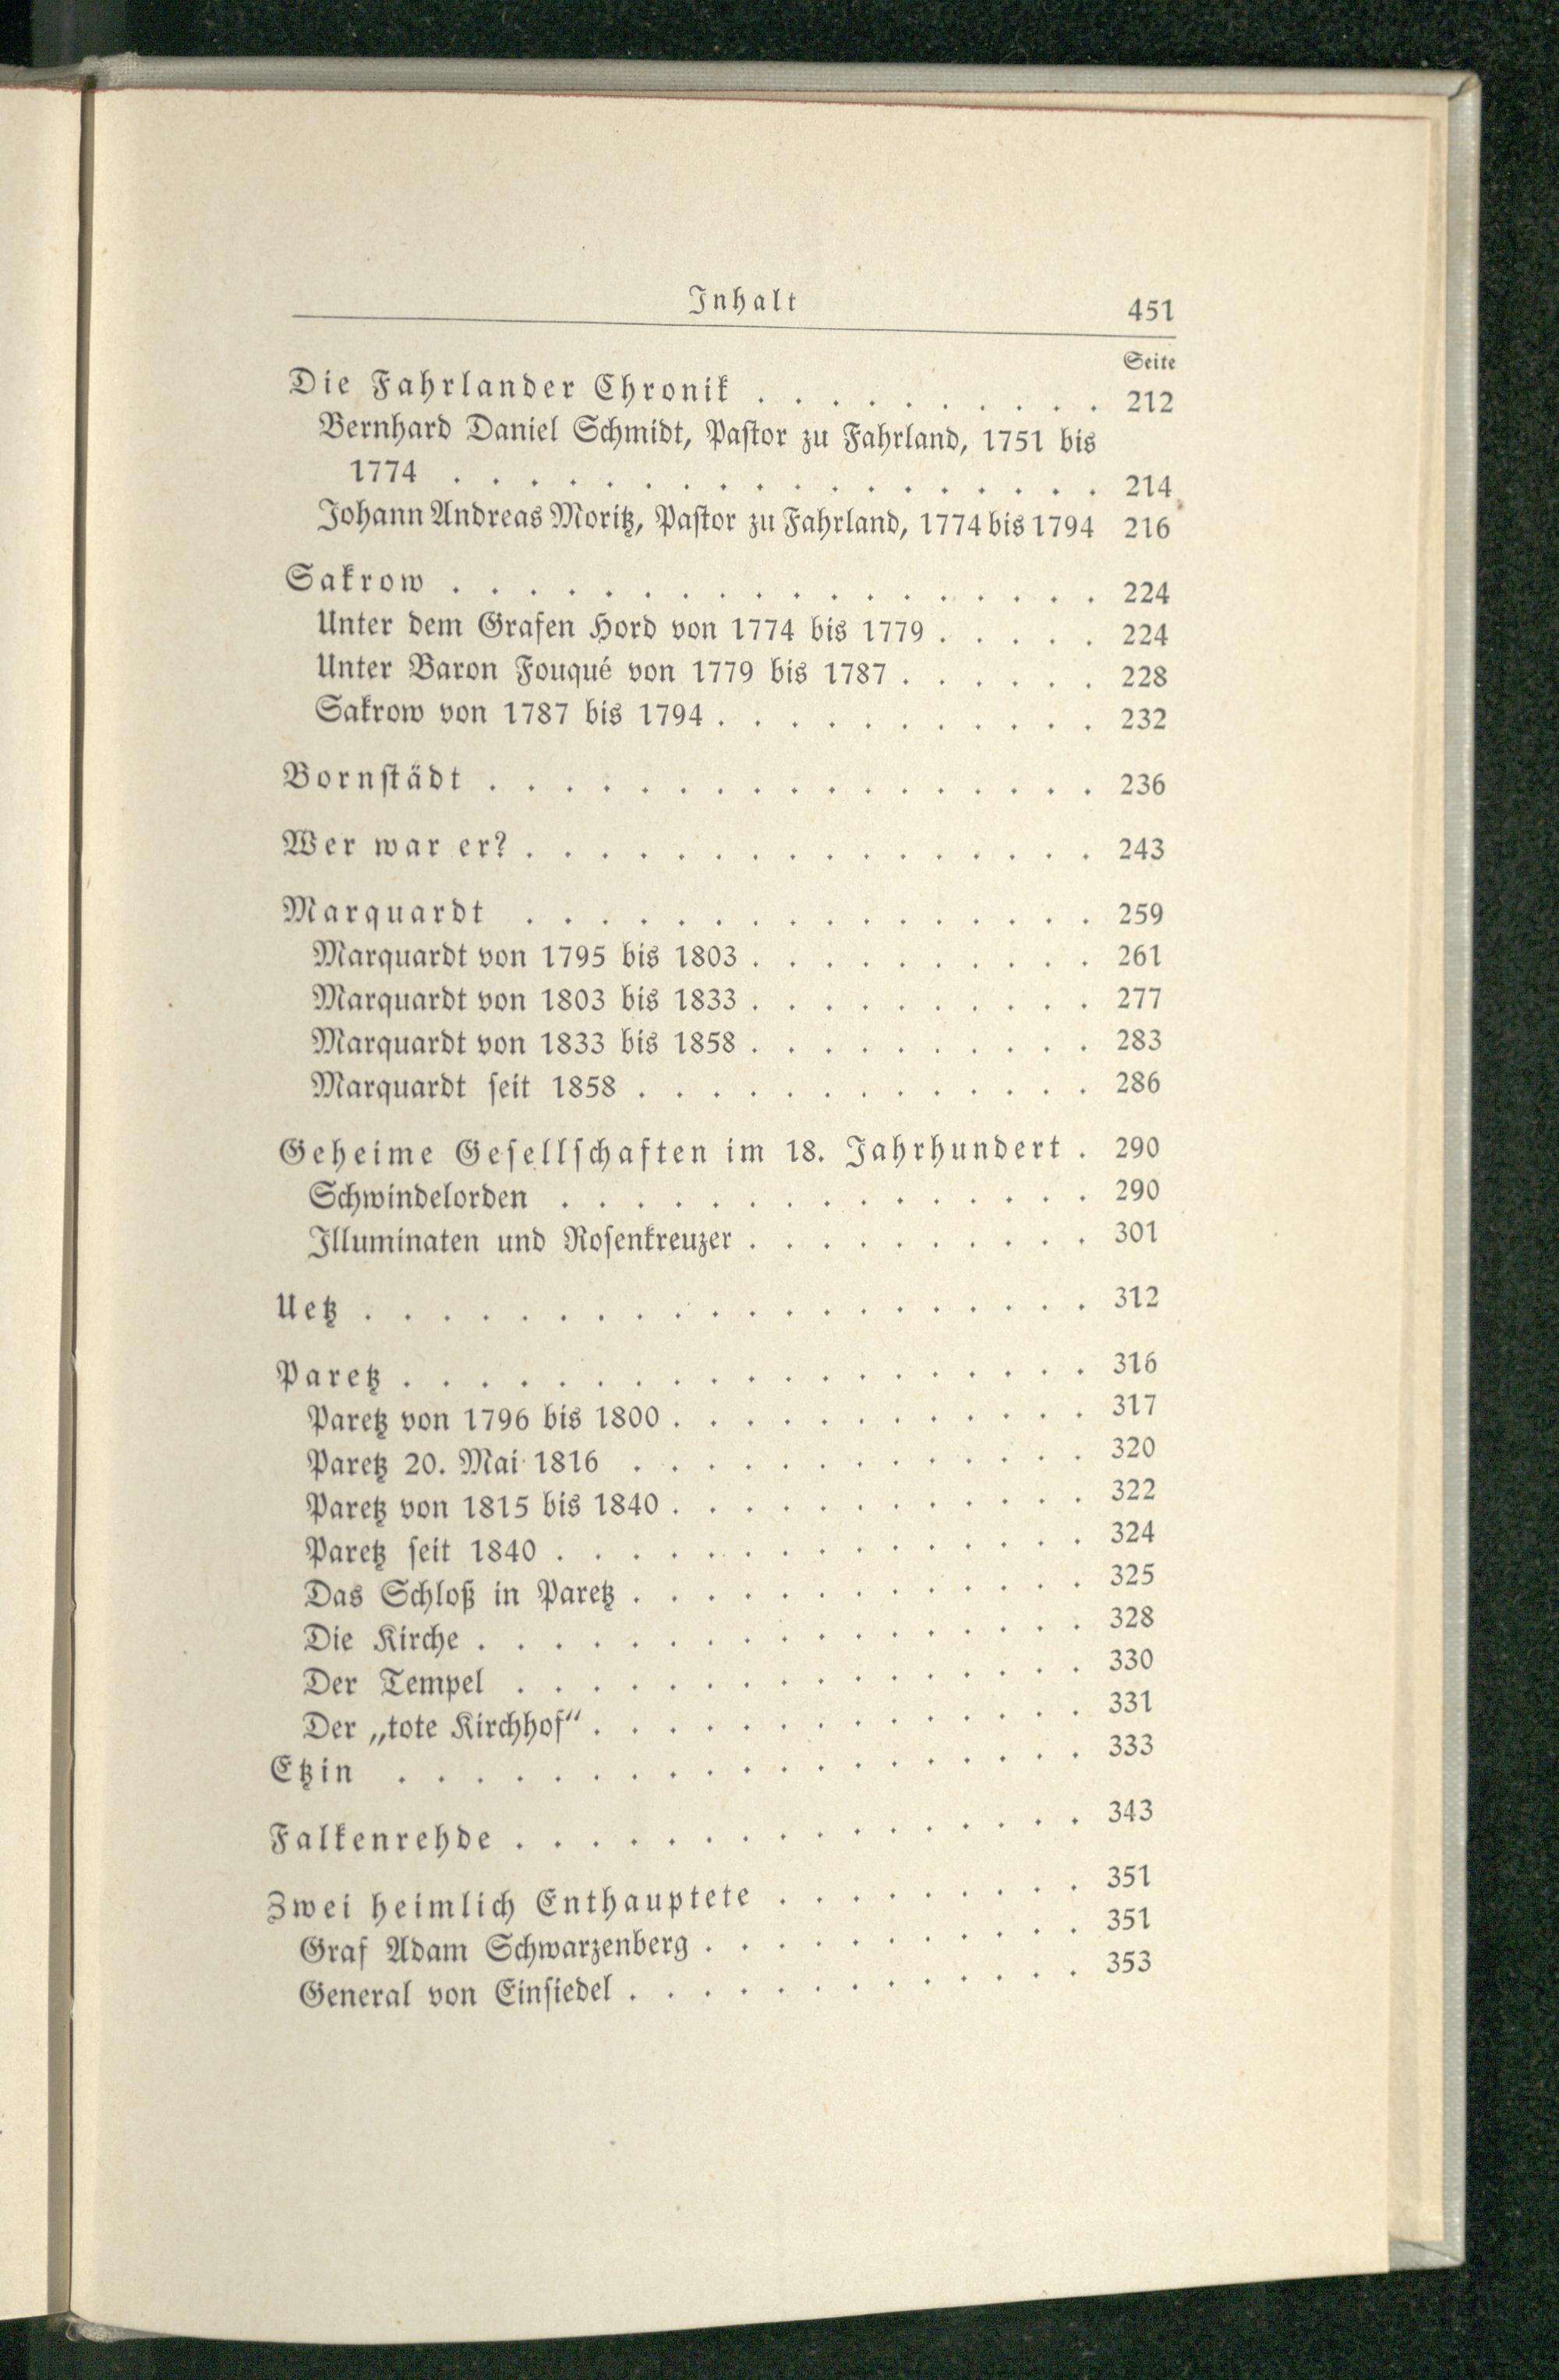 Inhalt 451
Seite
Die Fahrlander Chronik . . . . . . . . . . 212
Bernhard Daniel Schmidt, Pastor zu Fahrland, 1751 bis
1774 . . . . . . . . . . . . . . . . . . 214
Johann Andreas Moritz, Pastor zu Fahrland, 1774 bis 1794 216
Sakrow . . . . . . . . . . . . . . . . . . 224
Unter dem Grafen Hord von 1774 bis 1779 . . . . . 224
Unter Baron Fouqué von 1779 bis 1787 . . . . . . 228
Sakrow von 1787 bis 1794 . . . . . . . . . . . 232
Bornstädt . . . . . . . . . . . . . . . . . 236
Wer war er? . . . . . . . . . . . . . . . . 243
Marquardt . . . . . . . . . . . . . . . . 259
Marquardt von 1795 bis 1803 . . . . . . . . . . 261
Marquardt von 1803 bis 1833 . . . . . . . . . . 277
Marquardt von 1833 bis 1858 . . . . . . . . . . 283
Marquardt seit 1858 . . . . . . . . . . . . . 286
Geheime Gesellschaften im 18. Jahrhundert . 290
Schwindelorden . . . . . . . . . . . . . . . 290
Illuminaten und Rosenkreuzer . . . . . . . . . . 301
Uetz . . . . . . . . . . . . . . . . . . . . 312
Paretz . . . . . . . . . . . . . . . . . . . 316
Paretz von 1796 bis 1800 . . . . . . . . . . . . 317
Paretz 20. Mai 1816 . . . . . . . . . . . . . 320
Paretz von 1815 bis 1840 . . . . . . . . . . . . 322
Paretz seit 1840 . . . . . . . . . . . . . . . 324
Das Schloß in Paretz . . . . . . . . . . . . . 325
Die Kirche . . . . . . . . . . . . . . . . . 328
Der Tempel . . . . . . . . . . . . . . . . 330
Der „tote Kirchhof“ . . . . . . . . . . . . . . 331
Etzin . . . . . . . . . . . . . . . . . . . 333
Falkenrehde . . . . . . . . . . . . . . . . 343
Zwei heimlich Enthauptete . . . . . . . . . 351
Graf Adam Schwarzenberg . . . . . . . . . . . 351
General von Einsiedel . . . . . . . . . . . . . 353